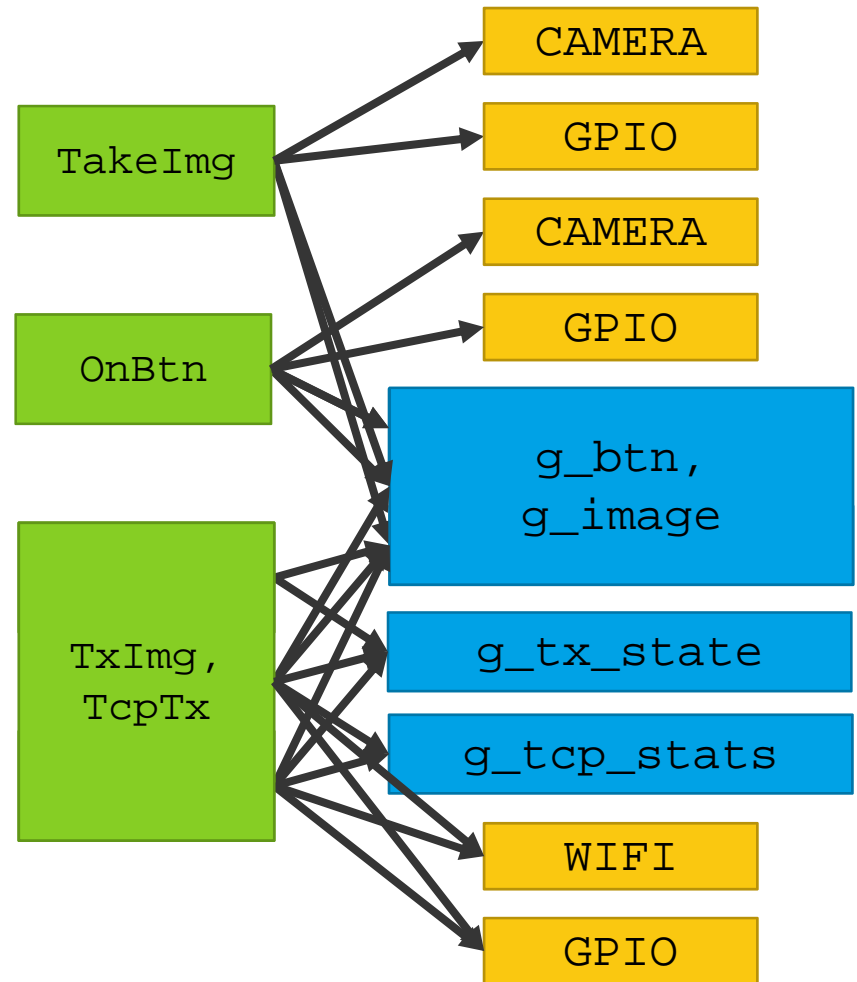 CAMERA
TakeImg
GPIO
CAMERA
GPIO
OnBtn
g_btn,
g_image
TxImg,
TcpTx
g_tx_state
g_tcp_stats
WIFI
GPIO